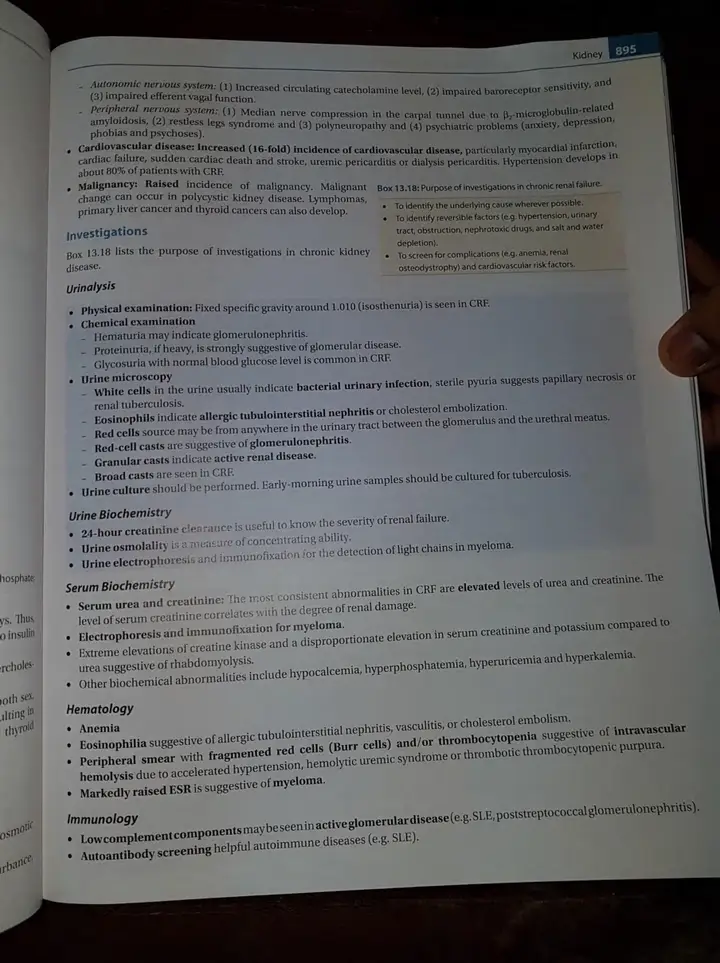 Kidney 895
- Autonomic nervous system: (1) Increased circulating catecholamine level, (2) impaired baroreceptor sensitivity, and
(3) impaired efferent vagal function.
- Peripheral nervous system: (1) Median nerve compression in the carpal tunnel due to β₂-microglobulin-related
amyloidosis, (2) restless legs syndrome and (3) polyneuropathy and (4) psychiatric problems (anxiety, depression,
phobias and psychoses).
• Cardiovascular disease: Increased (16-fold) incidence of cardiovascular disease, particularly myocardial infarction,
cardiac failure, sudden cardiac death and stroke, uremic pericarditis or dialysis pericarditis. Hypertension develops in
about 80% of patients with CRF.
• Malignancy: Raised incidence of malignancy. Malignant
change can occur in polycystic kidney disease. Lymphomas,
primary liver cancer and thyroid cancers can also develop.
Investigations
Box 13.18 lists the purpose of investigations in chronic kidney
disease.
Box 13.18: Purpose of investigations in chronic renal failure.
• To identify the underlying cause wherever possible.
• To identify reversible factors (e.g. hypertension, urinary
tract, obstruction, nephrotoxic drugs, and salt and water
depletion).
• To screen for complications (e.g. anemia, renal
osteodystrophy) and cardiovascular risk factors.
Urinalysis
• Physical examination: Fixed specific gravity around 1.010 (isosthenuria) is seen in CRF.
• Chemical examination
- Hematuria may indicate glomerulonephritis.
- Proteinuria, if heavy, is strongly suggestive of glomerular disease.
- Glycosuria with normal blood glucose level is common in CRF.
• Urine microscopy
- White cells in the urine usually indicate bacterial urinary infection, sterile pyuria suggests papillary necrosis or
renal tuberculosis.
- Eosinophils indicate allergic tubulointerstitial nephritis or cholesterol embolization.
- Red cells source may be from anywhere in the urinary tract between the glomerulus and the urethral meatus.
- Red-cell casts are suggestive of glomerulonephritis.
- Granular casts indicate active renal disease.
- Broad casts are seen in CRF.
• Urine culture should be performed. Early-morning urine samples should be cultured for tuberculosis.
Urine Biochemistry
• 24-hour creatinine clearance is useful to know the severity of renal failure.
• Urine osmolality is a measure of concentrating ability.
• Urine electrophoresis and immunofixation for the detection of light chains in myeloma.
Serum Biochemistry
• Serum urea and creatinine: The most consistent abnormalities in CRF are elevated levels of urea and creatinine. The
level of serum creatinine correlates with the degree of renal damage.
• Electrophoresis and immunofixation for myeloma.
• Extreme elevations of creatine kinase and a disproportionate elevation in serum creatinine and potassium compared to
urea suggestive of rhabdomyolysis.
• Other biochemical abnormalities include hypocalcemia, hyperphosphatemia, hyperuricemia and hyperkalemia.
Hematology
• Anemia
• Eosinophilia suggestive of allergic tubulointerstitial nephritis, vasculitis, or cholesterol embolism.
• Peripheral smear with fragmented red cells (Burr cells) and/or thrombocytopenia suggestive of intravascular
hemolysis due to accelerated hypertension, hemolytic uremic syndrome or thrombotic thrombocytopenic purpura.
• Markedly raised ESR is suggestive of myeloma.
Immunology
• Low complement components may be seen in active glomerular disease (e.g. SLE, poststreptococcal glomerulonephritis).
• Autoantibody screening helpful autoimmune diseases (e.g. SLE).
hosphate
ys. Thus
o insulin
rcholes-
both sex
ulting in
thyroid
osmotic
rbance